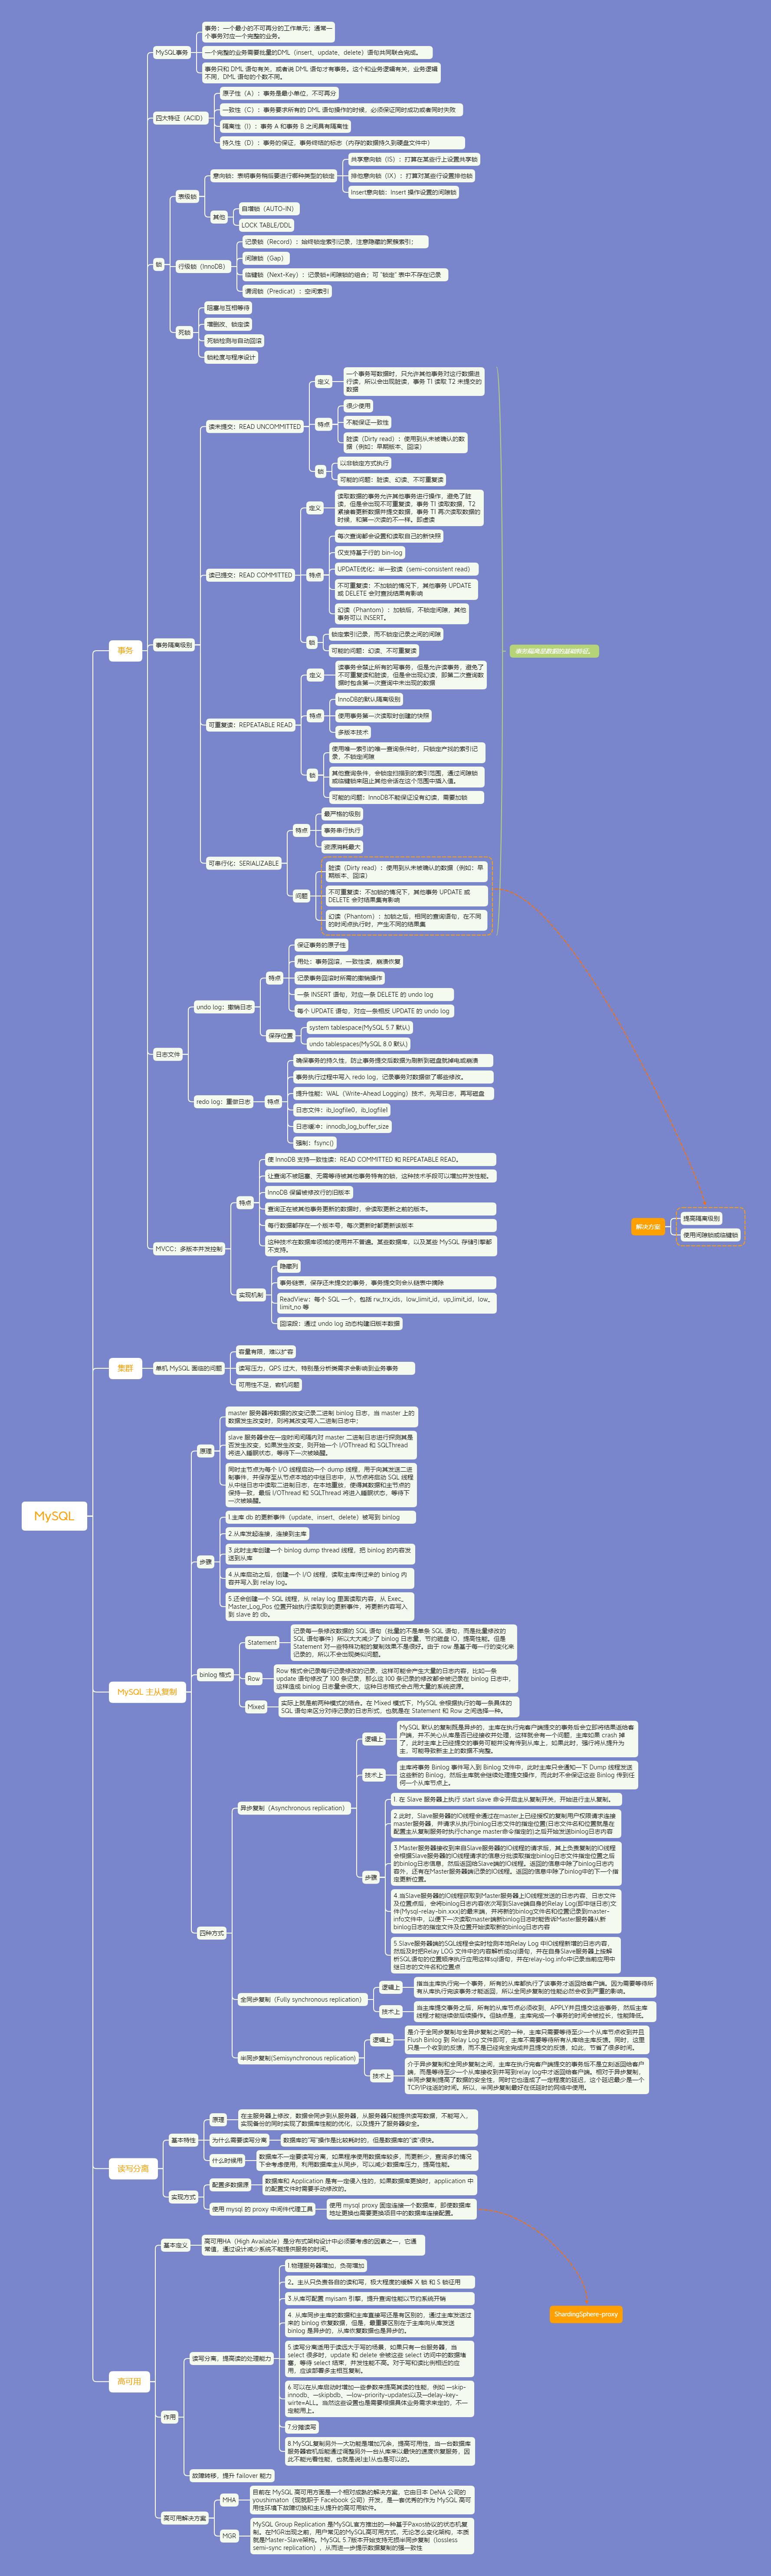 MySQL
事务
MySQL事务
事务：一个最小的不可再分的工作单元；通常一
个事务对应一个完整的业务。
一个完整的业务需要批量的DML（insert、update、delete）语句共同联合完成。
事务只和 DML 语句有关，或者说 DML 语句才有事务。这个和业务逻辑有关，业务逻辑
不同，DML 语句的个数不同。
四大特征（ACID）
原子性（A）：事务是最小单位，不可再分
一致性（C）：事务要求所有的 DML 语句操作的时候，必须保证同时成功或者同时失败
隔离性（I）：事务 A 和事务 B 之间具有隔离性
持久性（D）：事务的保证，事务终结的标志（内存的数据持久到硬盘文件中）
锁
表级锁
意向锁：表明事务稍后要进行哪种类型的锁定
共享意向锁（IS）：打算在某些行上设置共享锁
排他意向锁（IX）：打算对某些行设置排他锁
Insert意向锁：Insert 操作设置的间隙锁
其他
自增锁（AUTO-IN）
LOCK TABLE/DDL
行级锁（InnoDB）
记录锁（Record）：始终锁定索引记录，注意隐藏的聚簇索引；
间隙锁（Gap）
临键锁（Next-Key）：记录锁+间隙锁的组合；可 “锁定” 表中不存在记录
谓词锁（Predicat）：空间索引
死锁
阻塞与互相等待
增删改、锁定读
死锁检测与自动回滚
锁粒度与程序设计
事务隔离级别
读未提交：READ UNCOMMITTED
定义
一个事务写数据时，只允许其他事务对这行数据进
行读，所以会出现脏读，事务 T1 读取 T2 未提交的
数据
特点
很少使用
不能保证一致性
脏读（Dirty read）：使用到从未被确认的数
据（例如：早期版本、回滚）
锁
以非锁定方式执行
可能的问题：脏读、幻读、不可重复读
读已提交：READ COMMITTED
定义
读取数据的事务允许其他事务进行操作，避免了脏
读，但是会出现不可重复读，事务 T1 读取数据，T2
紧接着更新数据并提交数据，事务 T1 再次读取数据的
时候，和第一次读的不一样。即虚读
特点
每次查询都会设置和读取自己的新快照
仅支持基于行的 bin-log
UPDATE优化：半一致读（semi-consistent read）
不可重复读：不加锁的情况下，其他事务 UPDATE
或 DELETE 会对查找结果有影响
幻读（Phantom）：加锁后，不锁定间隙，其他
事务可以 INSERT。
锁
锁定索引记录，而不锁定记录之间的间隙
可能的问题：幻读、不可重复读
可重复读：REPEATABLE READ
定义
读事务会禁止所有的写事务，但是允许读事务，避免了
不可重复读和脏读，但是会出现幻读，即第二次查询数
据时包含第一次查询中未出现的数据
特点
InnoDB的默认隔离级别
使用事务第一次读取时创建的快照
多版本技术
锁
使用唯一索引的唯一查询条件时，只锁定产找的索引记
录，不锁定间隙
其他查询条件，会锁定扫描到的索引范围，通过间隙锁
或临键锁来阻止其他会话在这个范围中插入值。
可能的问题：InnoDB不能保证没有幻读，需要加锁
可串行化：SERIALIZABLE
特点
最严格的级别
事务串行执行
资源消耗最大
问题
脏读（Dirty read）：使用到从未被确认的数据（例如：早
期版本、回滚）
不可重复读：不加锁的情况下，其他事务 UPDATE 或
DELETE 会对结果集有影响
幻读（Phantom）：加锁之后，相同的查询语句，在不同
的时间点执行时，产生不同的结果集
事务隔离是数据的基础特征。
解决方案
提高隔离级别
使用间隙锁或临键锁
日志文件
undo log：撤销日志
特点
保证事务的原子性
用处：事务回滚，一致性读、崩溃恢复
记录事务回滚时所需的撤销操作
一条 INSERT 语句，对应一条 DELETE 的 undo log
每个 UPDATE 语句，对应一条相反 UPDATE 的 undo log
保存位置
system tablespace(MySQL 5.7 默认)
undo tablespaces(MySQL 8.0 默认)
redo log：重做日志
特点
确保事务的持久性，防止事务提交后数据为刷新到磁盘就掉电或崩溃
事务执行过程中写入 redo log，记录事务对数据做了哪些修改。
提升性能：WAL（Write-Ahead Logging）技术，先写日志，再写磁盘
日志文件：ib_logfile0，ib_logfile1
日志缓冲：innodb_log_buffer_size
强制：fsync()
MVCC：多版本并发控制
特点
使 InnoDB 支持一致性读：READ COMMITTED 和 REPEATABLE READ。
让查询不被阻塞、无需等待被其他事务持有的锁，这种技术手段可以增加并发性能。
InnoDB 保留被修改行的旧版本
查询正在被其他事务更新的数据时，会读取更新之前的版本。
每行数据都存在一个版本号，每次更新时都更新该版本
这种技术在数据库领域的使用并不普遍。某些数据库，以及某些 MySQL 存储引擎都
不支持。
实现机制
隐藏列
事务链表，保存还未提交的事务，事务提交则会从链表中摘除
ReadView：每个 SQL 一个，包括 rw_trx_ids，low_limit_id，up_limit_id，low_
limit_no 等
回滚段：通过 undo log 动态构建旧版本数据
集群
单机 MySQL 面临的问题
容量有限，难以扩容
读写压力，QPS 过大，特别是分析类需求会影响到业务事务
可用性不足，宕机问题
MySQL 主从复制
原理
master 服务器将数据的改变记录二进制 binlog 日志，当 master 上的
数据发生改变时，则将其改变写入二进制日志中；
slave 服务器会在一定时间间隔内对 master 二进制日志进行探测其是
否发生改变，如果发生改变，则开始一个 I/OThread 和 SQLThread
将进入睡眠状态，等待下一次被唤醒。
同时主节点为每个 I/O 线程启动一个 dump 线程，用于向其发送二进
制事件，并保存至从节点本地的中继日志中，从节点将启动 SQL 线程
从中继日志中读取二进制日志，在本地重放，使得其数据和主节点的
保持一致，最后 I/OThread 和 SQLThread 将进入睡眠状态，等待下
一次被唤醒。
步骤
1.主库 db 的更新事件（update、insert、delete）被写到 binlog
2.从库发起连接，连接到主库
3.此时主库创建一个 binlog dump thread 线程，把 binlog 的内容发
送到从库
4.从库启动之后，创建一个 I/O 线程，读取主库传过来的 binlog 内
容并写入到 relay log。
5.还会创建一个 SQL 线程，从 relay log 里面读取内容，从 Exec_
Master_Log_Pos 位置开始执行读取到的更新事件，将更新内容写入
到 slave 的 db。
binlog 格式
Statement
记录每一条修改数据的 SQL 语句（批量的不是单条 SQL 语句，而是批量修改的
SQL 语句事件）所以大大减少了 binlog 日志量，节约磁盘 IO，提高性能。但是
Statement 对一些特殊功能的复制效果不是很好。由于 row 是基于每一行的变化来
记录的，所以不会出现类似问题。
Row
Row 格式会记录每行记录修改的记录，这样可能会产生大量的日志内容，比如一条
update 语句修改了 100 条记录，那么这 100 条记录的修改都会被记录在 binlog 日志中，
这样造成 binlog 日志量会很大，这种日志格式会占用大量的系统资源。
Mixed
实际上就是前两种模式的结合。在 Mixed 模式下，MySQL 会根据执行的每一条具体的
SQL 语句来区分对待记录的日志形式，也就是在 Statement 和 Row 之间选择一种。
四种方式
异步复制（Asynchronous replication）
逻辑上
MySQL 默认的复制既是异步的，主库在执行完客户端提交的事务后会立即将结果返给客
户端，并不关心从库是否已经接收并处理，这样就会有一个问题，主库如果 crash 掉
了，此时主库上已经提交的事务可能并没有传到从库上，如果此时，强行将从提升为
主，可能导致新主上的数据不完整。
技术上
主库将事务 Binlog 事件写入到 Binlog 文件中，此时主库只会通知一下 Dump 线程发送
这些新的 Binlog，然后主库就会继续处理提交操作，而此时不会保证这些 Binlog 传到任
何一个从库节点上。
步骤
1. 在 Slave 服务器上执行 start slave 命令开启主从复制开关，开始进行主从复制。
2.此时，Slave服务器的IO线程会通过在master上已经授权的复制用户权限请求连接
master服务器，并请求从执行binlog日志文件的指定位置(日志文件名和位置就是在
配置主从复制服务时执行change master命令指定的)之后开始发送binlog日志内容
3.Master服务器接收到来自Slave服务器的IO线程的请求后，其上负责复制的IO线程
会根据Slave服务器的IO线程请求的信息分批读取指定binlog日志文件指定位置之后
的binlog日志信息，然后返回给Slave端的IO线程。返回的信息中除了binlog日志内
容外，还有在Master服务器端记录的IO线程。返回的信息中除了binlog中的下一个指
定更新位置。
4.当Slave服务器的IO线程获取到Master服务器上IO线程发送的日志内容、日志文件
及位置点后，会将binlog日志内容依次写到Slave端自身的Relay Log(即中继日志)文
件(Mysql-relay-bin.xxx)的最末端，并将新的binlog文件名和位置记录到master-
info文件中，以便下一次读取master端新binlog日志时能告诉Master服务器从新
binlog日志的指定文件及位置开始读取新的binlog日志内容
5.Slave服务器端的SQL线程会实时检测本地Relay Log 中IO线程新增的日志内容，
然后及时把Relay LOG 文件中的内容解析成sql语句，并在自身Slave服务器上按解
析SQL语句的位置顺序执行应用这样sql语句，并在relay-log.info中记录当前应用中
继日志的文件名和位置点
全同步复制（Fully synchronous replication）
逻辑上
指当主库执行完一个事务，所有的从库都执行了该事务才返回给客户端。因为需要等待所
有从库执行完该事务才能返回，所以全同步复制的性能必然会收到严重的影响。
技术上
当主库提交事务之后，所有的从库节点必须收到、APPLY并且提交这些事务，然后主库
线程才能继续做后续操作。但缺点是，主库完成一个事务的时间会被拉长，性能降低。
半同步复制(Semisynchronous replication)
逻辑上
是介于全同步复制与全异步复制之间的一种，主库只需要等待至少一个从库节点收到并且
Flush Binlog 到 Relay Log 文件即可，主库不需要等待所有从库给主库反馈。同时，这里
只是一个收到的反馈，而不是已经完全完成并且提交的反馈，如此，节省了很多时间。
技术上
介于异步复制和全同步复制之间，主库在执行完客户端提交的事务后不是立刻返回给客户
端，而是等待至少一个从库接收到并写到relay log中才返回给客户端。相对于异步复制，
半同步复制提高了数据的安全性，同时它也造成了一定程度的延迟，这个延迟最少是一个
TCP/IP往返的时间。所以，半同步复制最好在低延时的网络中使用。
读写分离
基本特性
原理
在主服务器上修改，数据会同步到从服务器，从服务器只能提供读写数据，不能写入，
实现备份的同时实现了数据库性能的优化，以及提升了服务器安全。
为什么需要读写分离
数据库的“写”操作是比较耗时的，但是数据库的“读”很快。
什么时候用
数据库不一定要读写分离，如果程序使用数据库较多，而更新少，查询多的情况
下会考虑使用，利用数据库主从同步，可以减少数据库压力，提高性能。
实现方式
配置多数据源
数据库和 Application 是有一定侵入性的，如果数据库更换时，application 中
的配置文件时需要手动修改的。
使用 mysql 的 proxy 中间件代理工具
使用 mysql proxy 固定连接一个数据库，即使数据库
地址更换也需要更换项目中的数据库连接配置。
ShardingSphere-proxy
高可用
基本定义
高可用HA（High Available）是分布式架构设计中必须要考虑的因素之一，它通
常值，通过设计减少系统不能提供服务的时间。
作用
读写分离，提高读的处理能力
1.物理服务器增加，负荷增加
2。主从只负责各自的读和写，极大程度的缓解 X 锁 和 S 锁征用
3.从库可配置 myisam 引擎，提升查询性能以节约系统开销
4. 从库同步主库的数据和主库直接写还是有区别的，通过主库发送过
来的 binlog 恢复数据，但是，最重要区别在于主库向从库发送
binlog 是异步的，从库恢复数据也是异步的。
5.读写分离适用于读远大于写的场景，如果只有一台服务器，当
select 很多时，update 和 delete 会被这些 select 访问中的数据堵
塞，等待 select 结束，并发性能不高。对于写和读比例相近的应
用，应该部署多主相互复制。
6.可以在从库启动时增加一些参数来提高其读的性能，例如 —skip-
innodb、—skipbdb、—low-priority-updates以及—delay-key-
wirte=ALL。当然这些设置也是需要根据具体业务需求来定的，不一
定能用上。
7.分摊读写
8.MySQL复制另外一大功能是增加冗余，提高可用性，当一台数据库
服务器宕机后能通过调整另外一台从库来以最快的速度恢复服务，因
此不能光看性能，也就是说1主1从也是可以的。
故障转移，提升 failover 能力
高可用解决方案
MHA
目前在 MySQL 高可用方面是一个相对成熟的解决方案，它由日本 DeNA 公司的
youshimaton（现就职于 Facebook 公司）开发，是一套优秀的作为 MySQL 高可
用性环境下故障切换和主从提升的高可用软件。
MGR
MySQL Group Replication 是MySQL官方推出的一种基于Paxos协议的状态机复
制。在MGR出现之前，用户常见的MySQL高可用方式，无论怎么变化架构，本质
就是Master-Slave架构。MySQL 5.7版本开始支持无损半同步复制（lossless
semi-sync replication），从而进一步提示数据复制的强一致性